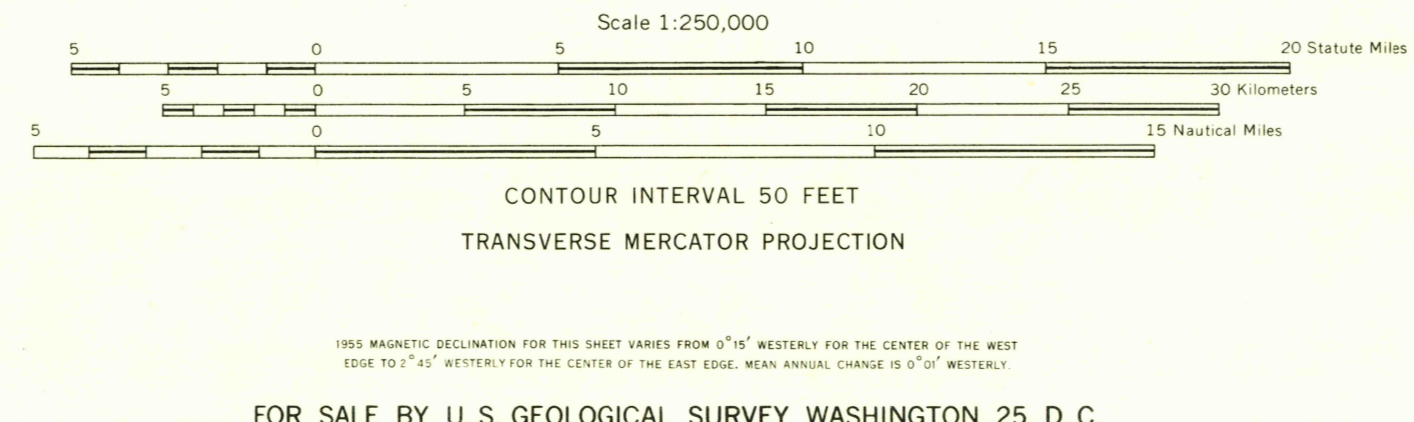 Scale 1:250,000
5 0 5 10 15 20 Statute Miles
5 0 5 10 15 20 25 30 Kilometers
5 0 5 10 15 Nautical Miles
CONTOUR INTERVAL 50 FEET
TRANSVERSE MERCATOR PROJECTION
1955 MAGNETIC DECLINATION FOR THIS SHEET VARIES FROM 0°15′ WESTERLY FOR THE CENTER OF THE WEST
EDGE TO 2°45′ WESTERLY FOR THE CENTER OF THE EAST EDGE. MEAN ANNUAL CHANGE IS 0°01′ WESTERLY.
FOR SALE BY U S GEOLOGICAL SURVEY WASHINGTON 25 D C